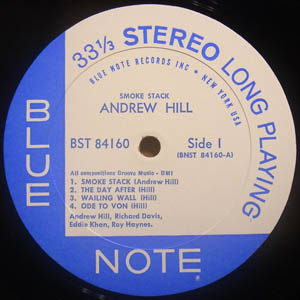 33⅓ STEREO LONG PLAYING
BLUE NOTE RECORDS INC • NEW YORK USA
SMOKE STACK
ANDREW HILL
BST 84160 Side 1
(BNST 84160-A)
All compositions Groove Music - BMI
1. SMOKE STACK (Andrew Hill)
2. THE DAY AFTER (Hill)
3. WAILING WALL (Hill)
4. ODE TO VON (Hill)
Andrew Hill, Richard Davis,
Eddie Khan, Roy Haynes.
BLUE
NOTE